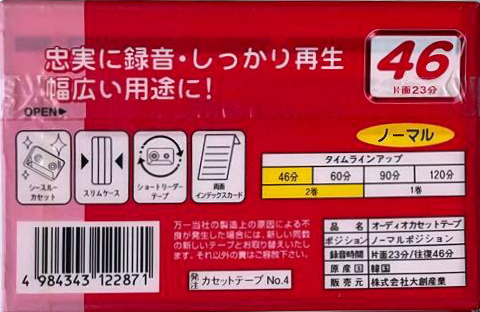 忠実に録音・しっかり再生
幅広い用途に!
46
片面23分
OPEN▶
ノーマル
シースルー
カセット
スリムケース
ショートリーダー
テープ
両面
インデックスカード
タイムラインアップ
46分 60分 90分 120分
2巻 1巻
万一当社の製造上の原因による不
良が発生した場合には、新しい同数
の新しいテープとお取り替えいたし
ます。それ以外の責はご容赦下さい。
品名 オーディオカセットテープ
ポジション ノーマルポジション
録音時間 片面23分/往復46分
原産国 韓国
販売元 株式会社大創産業
4 984343 122871
発注 カセットテープ No.4